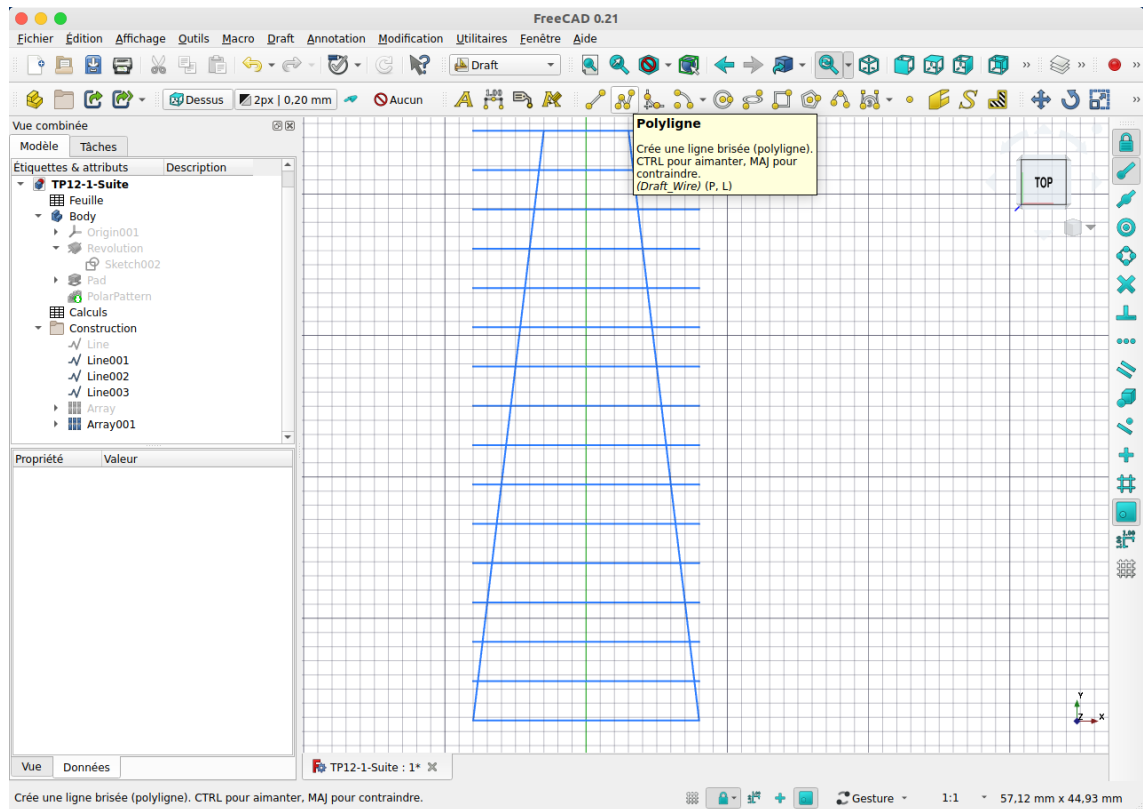 FreeCAD 0.21
Fichier Édition Affichage Outils Macro Draft Annotation Modification Utilitaires Fenêtre Aide
Draft »
Dessus 2px | 0,20 mm Aucun A 1.00 S »
Vue combinée
Modèle Tâches
Étiquettes & attributs Description
TP12-1-Suite
Feuille
Body
Origin001
Revolution
Sketch002
Pad
PolarPattern
Calculs
Construction
Line
Line001
Line002
Line003
Array
Array001
Propriété Valeur
Vue Données
Polyligne
Crée une ligne brisée (polyligne).
CTRL pour aimanter, MAJ pour
contraindre.
(Draft_Wire) (P, L)
TOP
1.00
Y
Z X
TP12-1-Suite : 1*
Crée une ligne brisée (polyligne). CTRL pour aimanter, MAJ pour contraindre. Gesture 1:1 57,12 mm x 44,93 mm